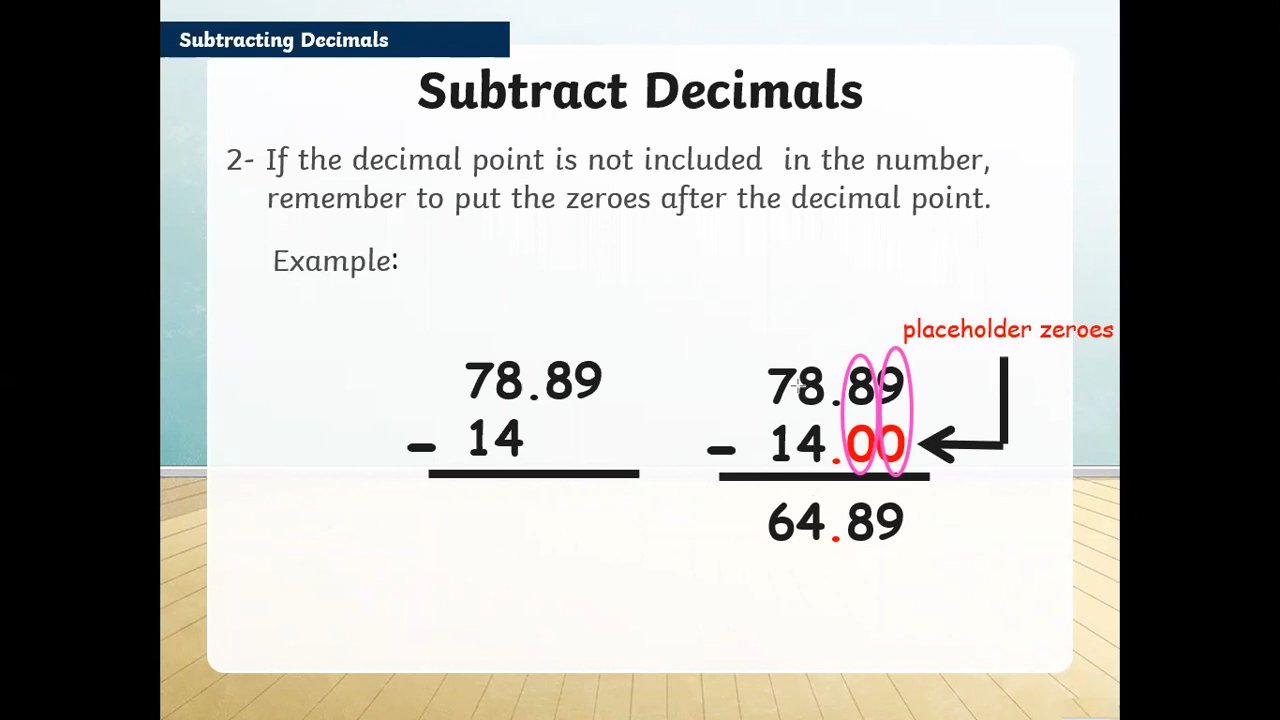 Subtracting Decimals
Subtract Decimals
2- If the decimal point is not included in the number,
remember to put the zeroes after the decimal point.
Example:
placeholder zeroes
78.89
- 14
78.89
- 14.00
64.89